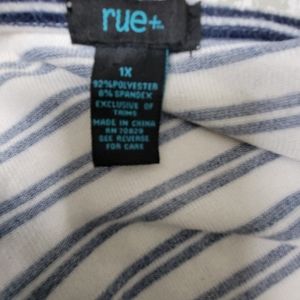 rue+
1X
92%POLYESTER
8% SPANDEX
EXCLUSIVE OF
TRIMS
MADE IN CHINA
RN 70829
SEE REVERSE
FOR CARE